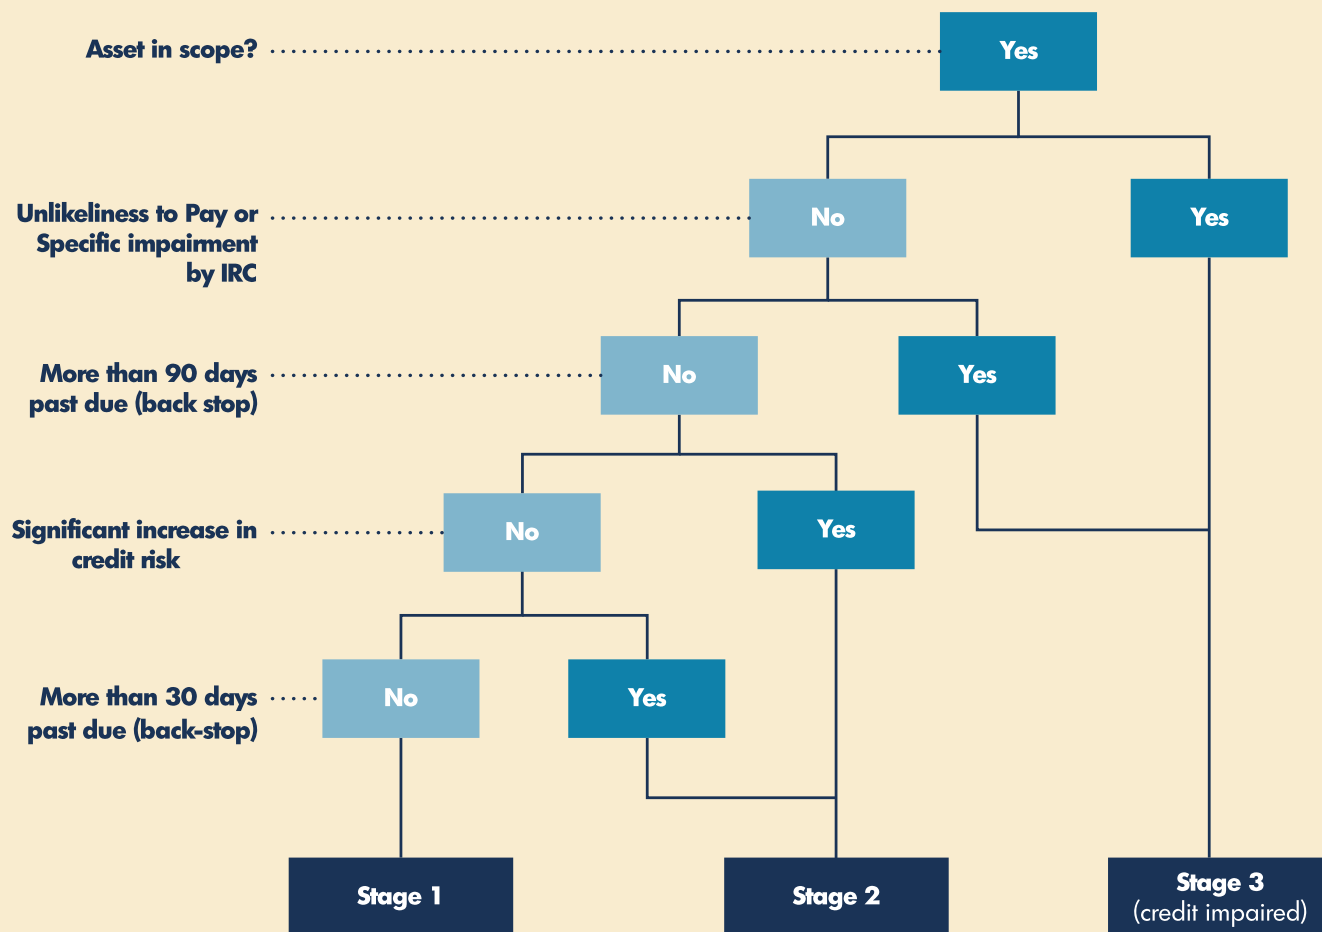 Asset in scope?
Yes
Unlikeliness to Pay or
Specific impairment
by IRC
No
Yes
More than 90 days
past due (back stop)
No
Yes
Significant increase in
credit risk
No
Yes
More than 30 days
past due (back-stop)
No
Yes
Stage 1
Stage 2
Stage 3
(credit impaired)